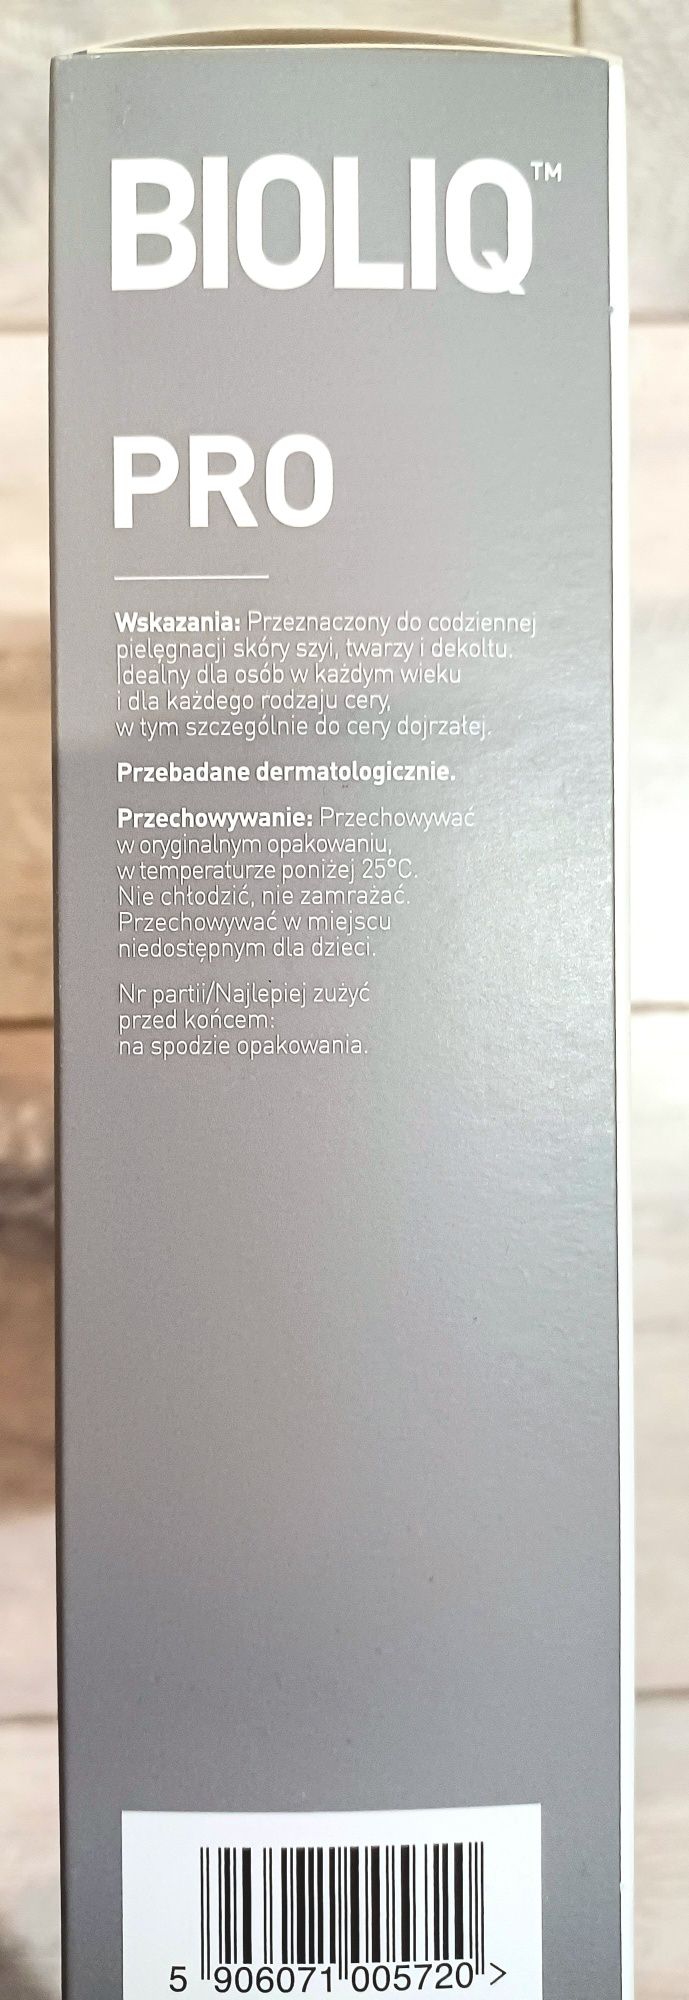 BIOLIQ™
PRO
Wskazania: Przeznaczony do codziennej
pielęgnacji skóry szyi, twarzy i dekoltu.
Idealny dla osób w każdym wieku
i dla każdego rodzaju cery,
w tym szczególnie do cery dojrzałej.
Przebadane dermatologicznie.
Przechowywanie: Przechowywać
w oryginalnym opakowaniu,
w temperaturze poniżej 25°C.
Nie chłodzić, nie zamrażać.
Przechowywać w miejscu
niedostępnym dla dzieci.
Nr partii/Najlepiej zużyć
przed końcem:
na spodzie opakowania.
5 906071 005720 >